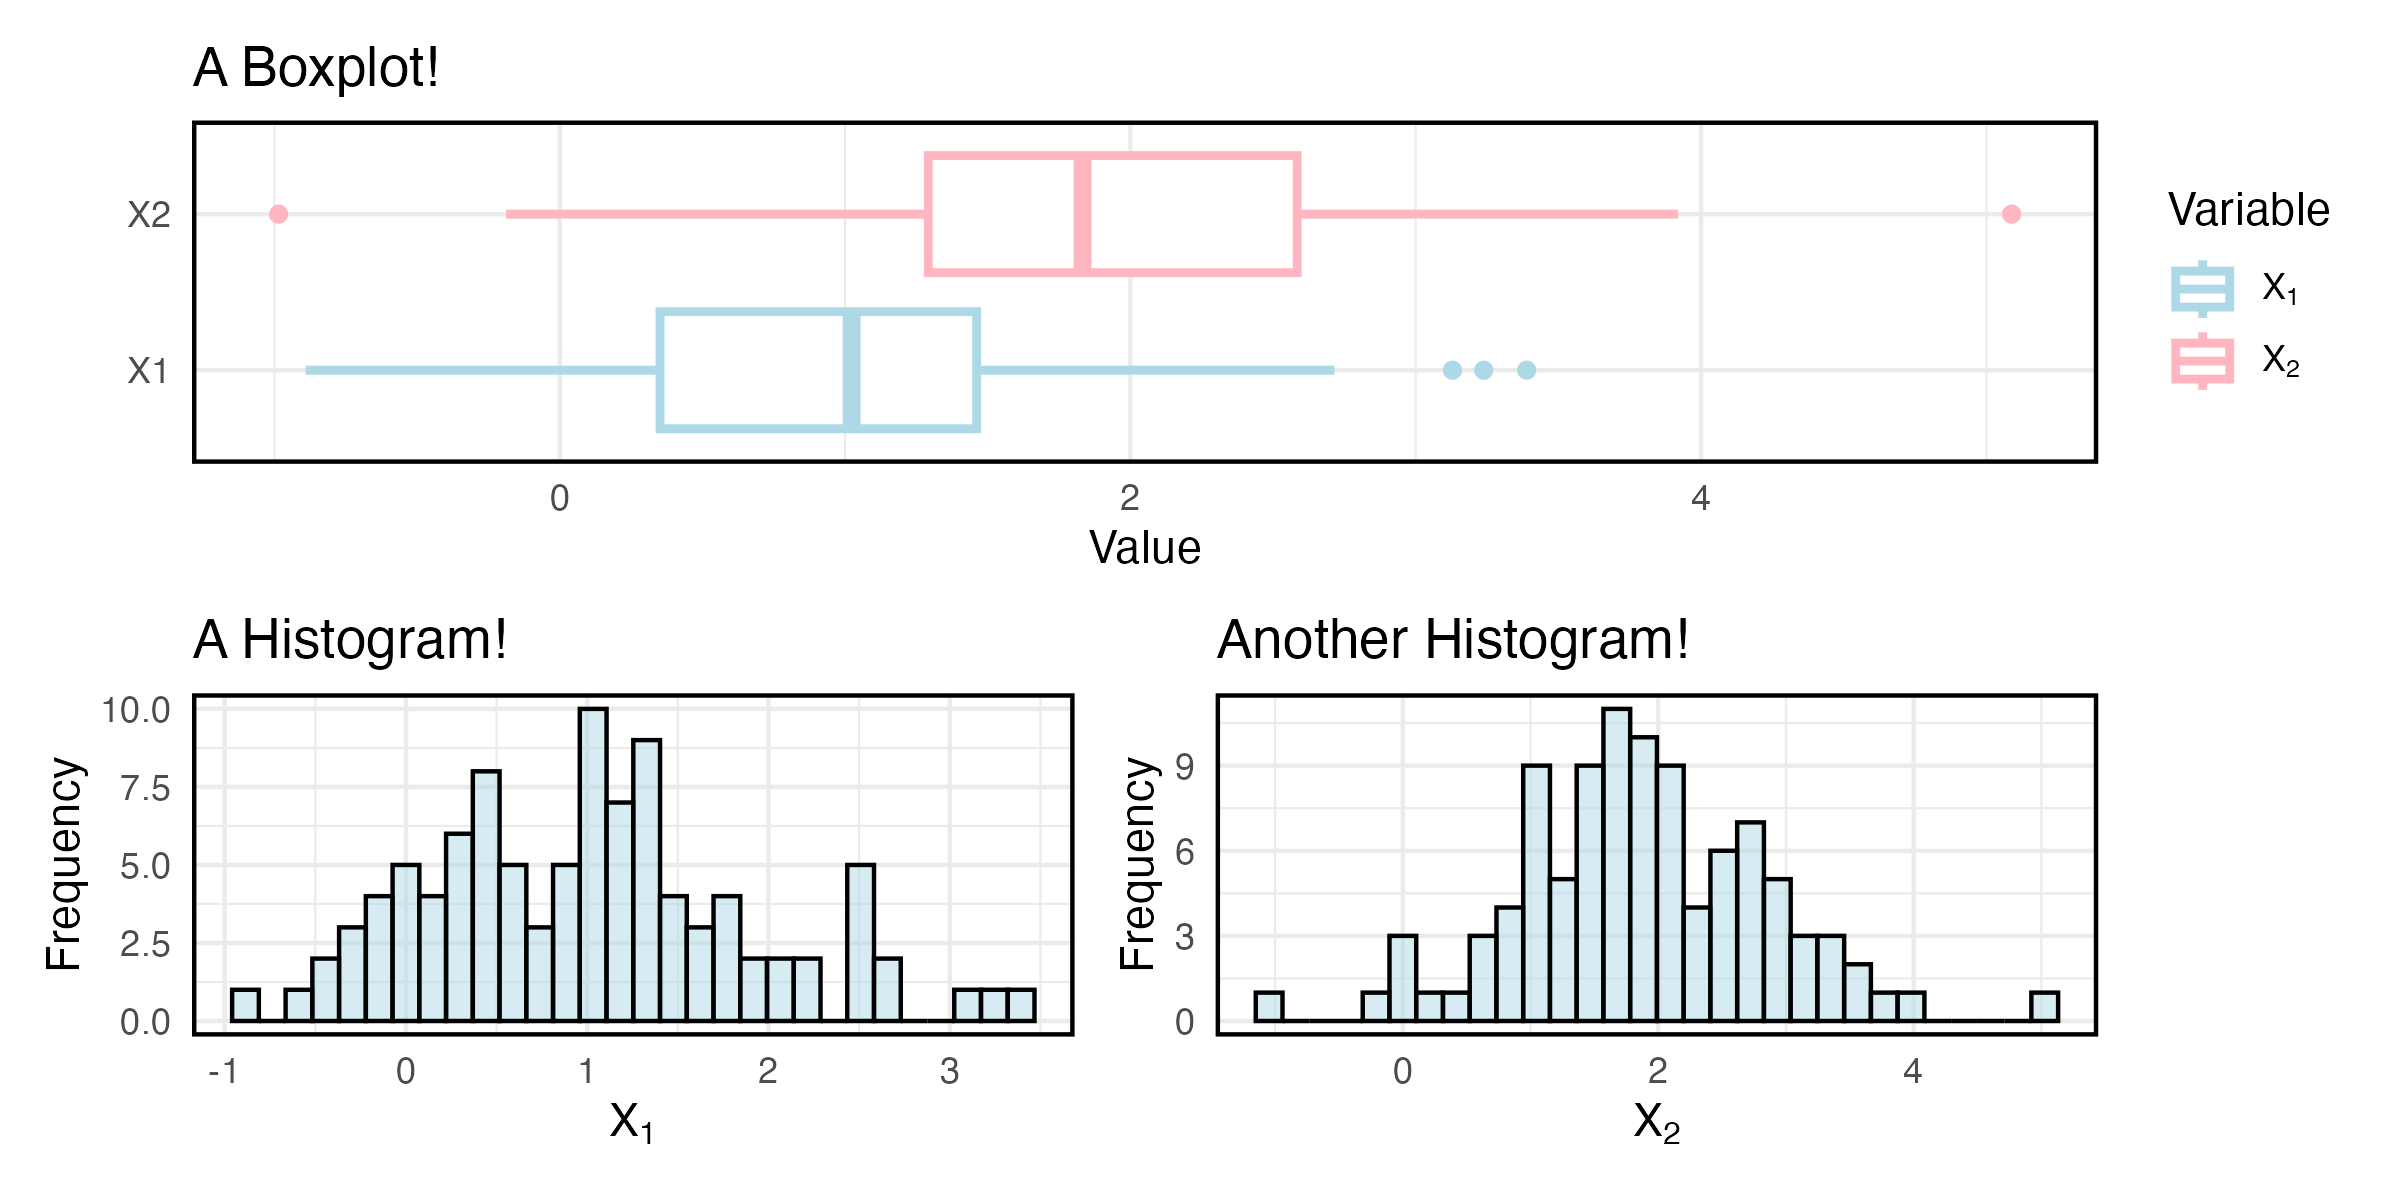 A Boxplot!
X2
X1
0 2 4
Value
Variable
X₁
X₂
A Histogram!
Frequency
10.0
7.5
5.0
2.5
0.0
-1 0 1 2 3
X₁
Another Histogram!
Frequency
9
6
3
0
0 2 4
X₂